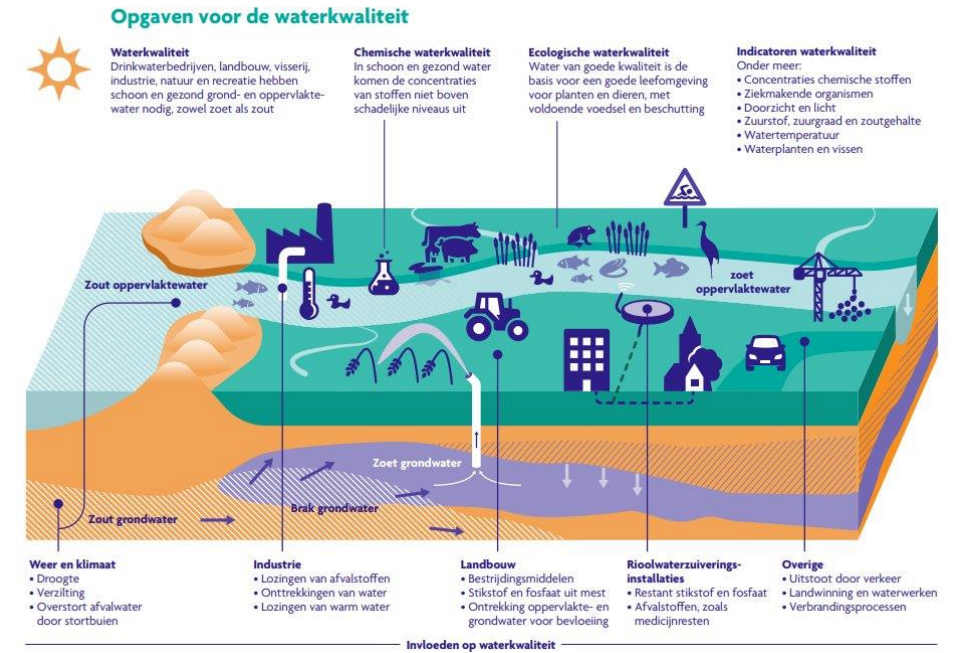 Opgaven voor de waterkwaliteit
Waterkwaliteit
Drinkwaterbedrijven, landbouw, visserij,
industrie, natuur en recreatie hebben
schoon en gezond grond- en oppervlakte-
water nodig, zowel zoet als zout
Chemische waterkwaliteit
In schoon en gezond water
komen de concentraties
van stoffen niet boven
schadelijke niveaus uit
Ecologische waterkwaliteit
Water van goede kwaliteit is de
basis voor een goede leefomgeving
voor planten en dieren, met
voldoende voedsel en beschutting
Indicatoren waterkwaliteit
Onder meer:
• Concentraties chemische stoffen
• Ziekmakende organismen
• Doorzicht en licht
• Zuurstof, zuurgraad en zoutgehalte
• Watertemperatuur
• Waterplanten en vissen
Zout oppervlaktewater
zoet
oppervlaktewater
Zoet grondwater
Brak grondwater
Zout grondwater
Weer en klimaat
• Droogte
• Verzilting
• Overstort afvalwater
door stortbuien
Industrie
• Lozingen van afvalstoffen
• Onttrekkingen van water
• Lozingen van warm water
Landbouw
• Bestrijdingsmiddelen
• Stikstof en fosfaat uit mest
• Ontrekking oppervlakte- en
grondwater voor bevloeiing
Rioolwaterzuiverings-
installaties
• Restant stikstof en fosfaat
• Afvalstoffen, zoals
medicijnresten
Overige
• Uitstoot door verkeer
• Landwinning en waterwerken
• Verbrandingsprocessen
Invloeden op waterkwaliteit